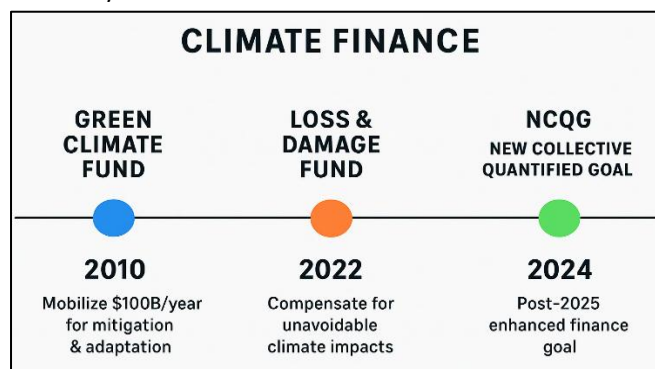 CLIMATE FINANCE
GREEN
CLIMATE
FUND
2010
Mobilize $100B/year
for mitigation
& adaptation
LOSS &
DAMAGE
FUND
2022
Compensate for
unavoidable
climate impacts
NCQG
NEW COLLECTIVE
QUANTIFIED GOAL
2024
Post-2025
enhanced finance
goal